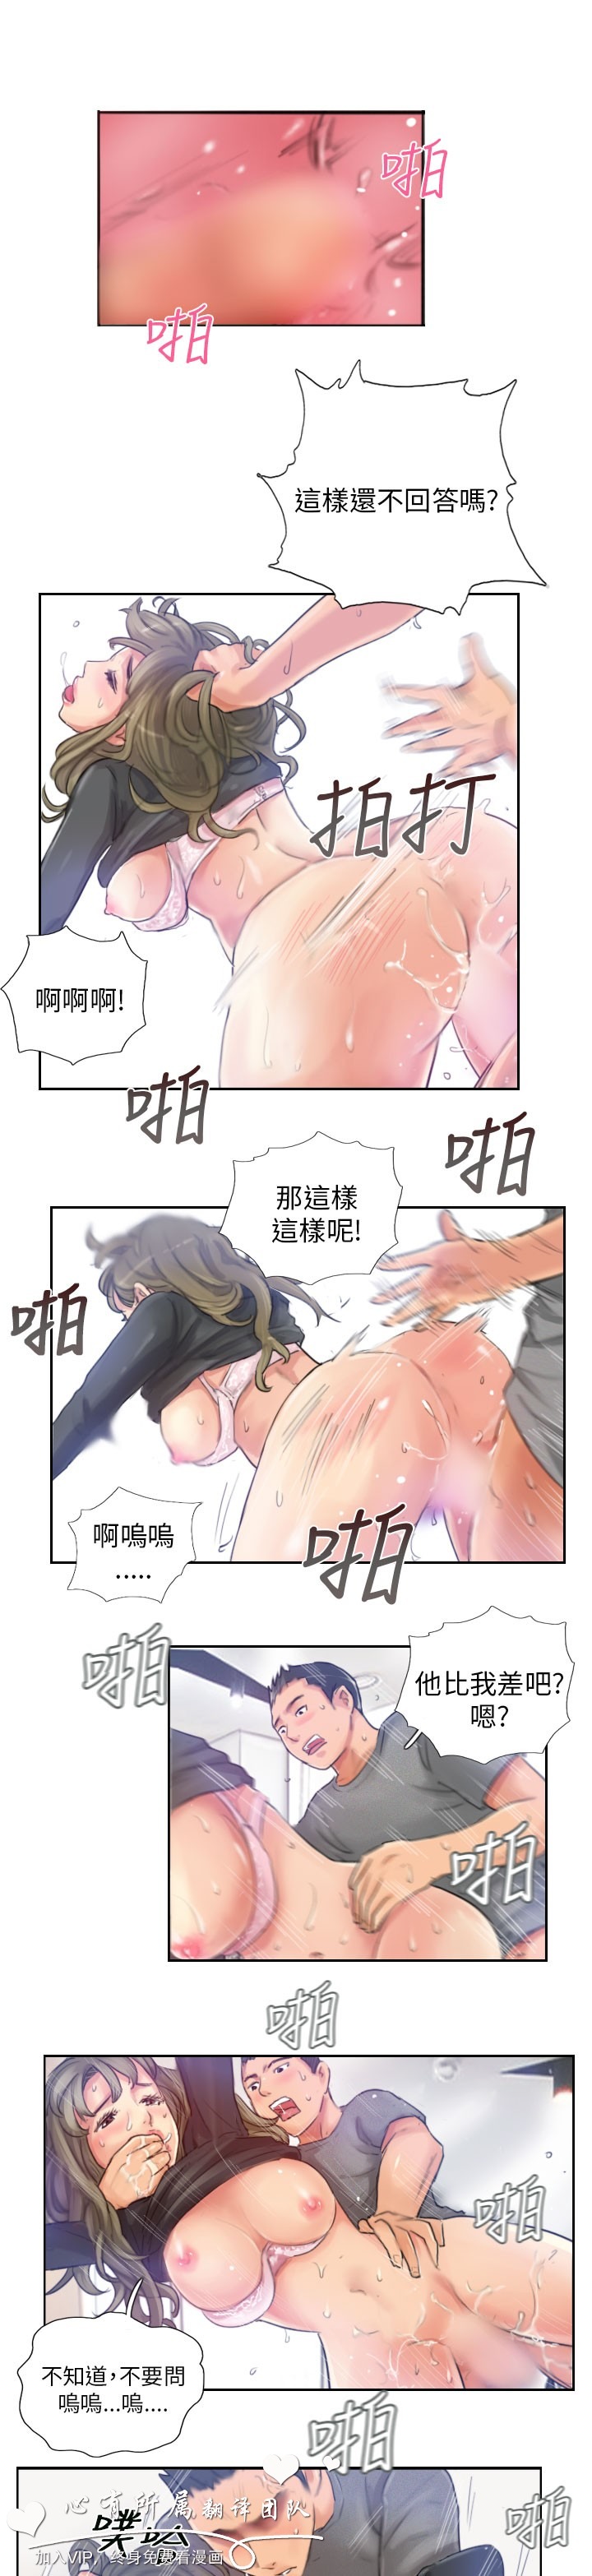 啪
啪
這樣還不回答嗎?
拍打
啊啊啊!
啪
啪
那這樣
這樣呢!
啪
啊嗚嗚
.....
啪
啪
他比我差吧?
嗯?
啪
啪
啪
不知道,不要問
嗚嗚...嗚....
啪
心有所属翻译团队
加入VIP，终身免费看漫画
啪